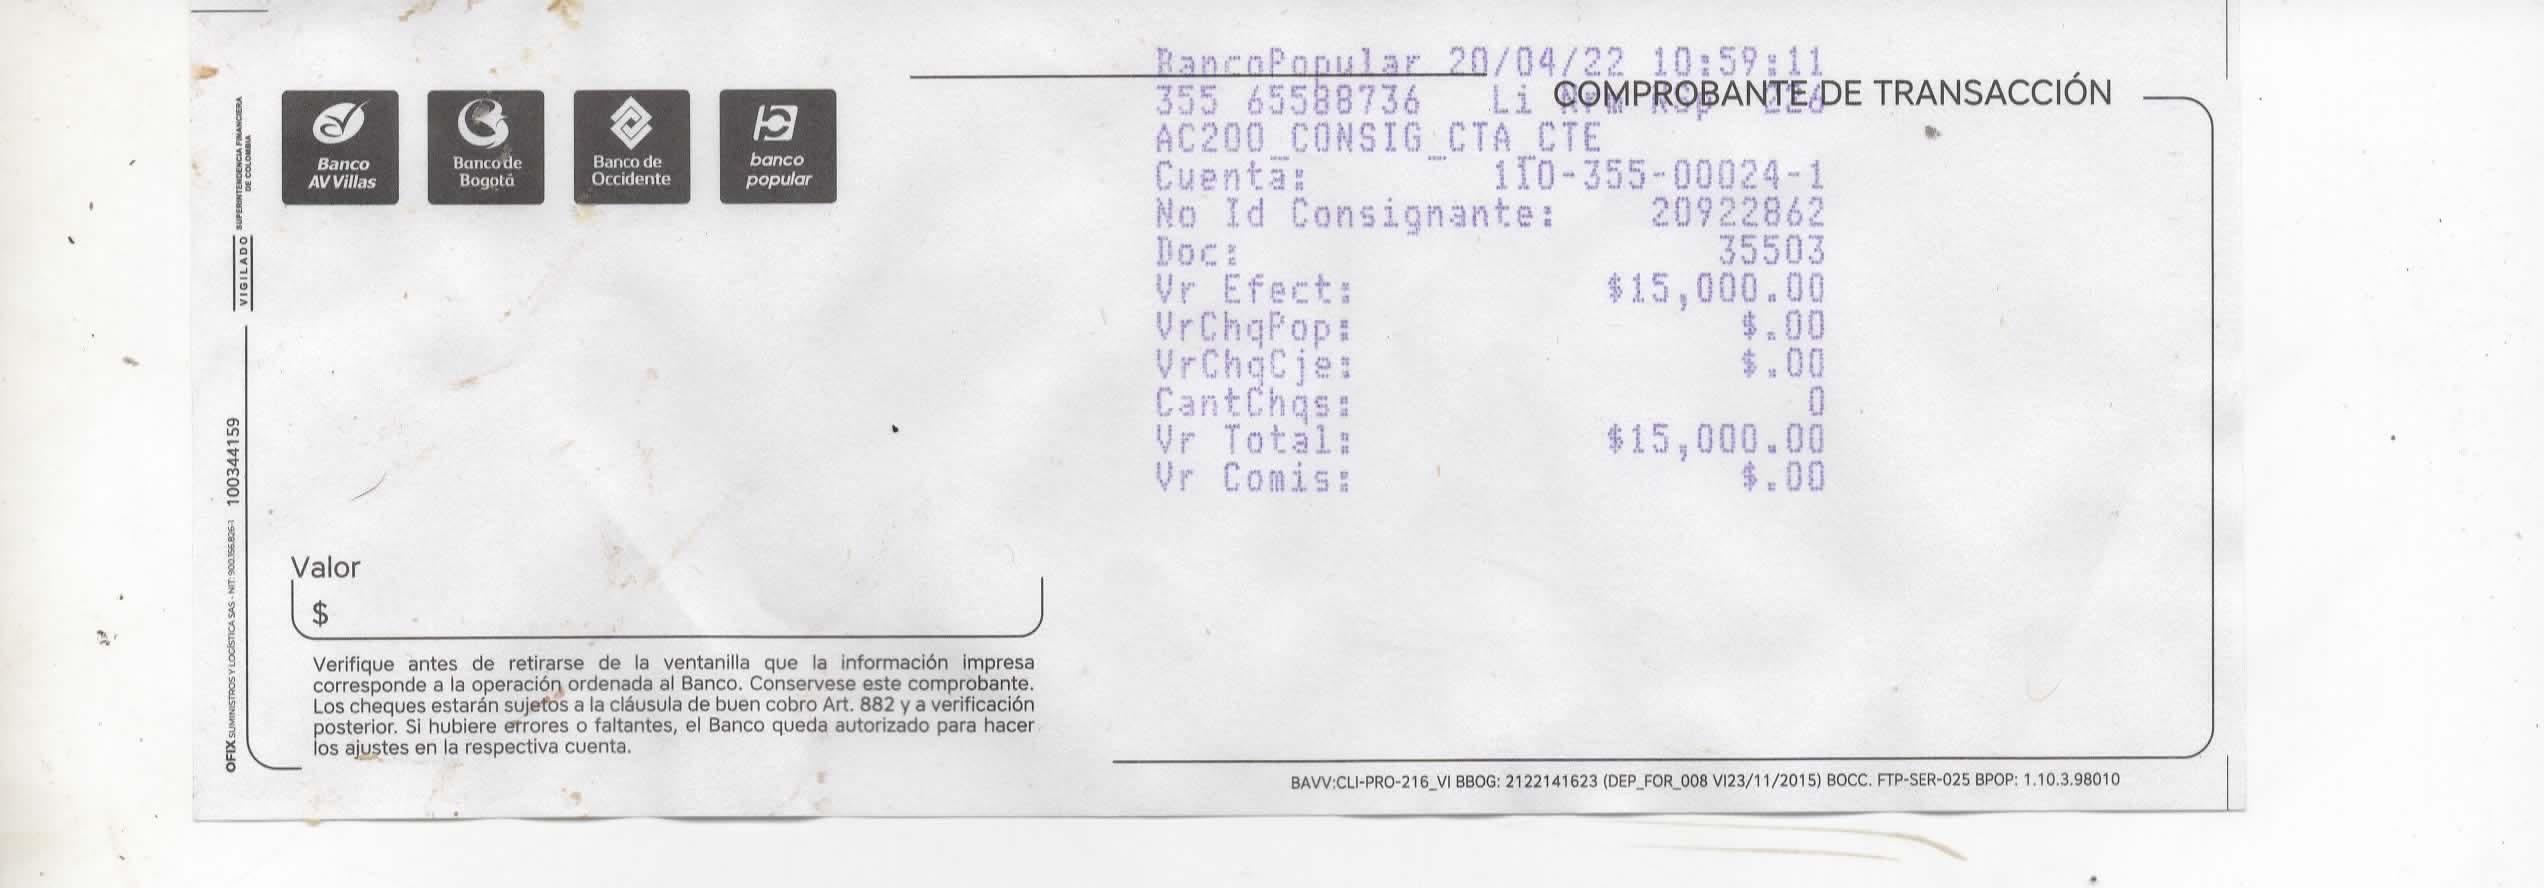 BancoPopular 20/04/22 10:59:11
COMPROBANTE DE TRANSACCIÓN
355 65588736 Li
AC200_CONSIG_CTA_CTE
Cuenta: 110-355-00024-1
No Id Consignante: 20922862
Doc: 35503
Vr Efect: $15,000.00
VrChqPop: $.00
VrChqCje: $.00
CantChqs: 0
Vr Total: $15,000.00
Vr Comis: $.00
Banco
AV Villas
Banco de
Bogotá
Banco de
Occidente
banco
popular
VIGILADO
SUPERINTENDENCIA FINANCIERA
DE COLOMBIA
OFIX SUMINISTROS Y LOGÍSTICA SAS - NIT: 900.156.826-1 100344159
Valor
$
Verifique antes de retirarse de la ventanilla que la información impresa
corresponde a la operación ordenada al Banco. Conservese este comprobante.
Los cheques estarán sujetos a la cláusula de buen cobro Art. 882 y a verificación
posterior. Si hubiere errores o faltantes, el Banco queda autorizado para hacer
los ajustes en la respectiva cuenta.
BAVV:CLI-PRO-216_VI BBOG: 2122141623 (DEP_FOR_008 VI23/11/2015) BOCC. FTP-SER-025 BPOP: 1.10.3.98010